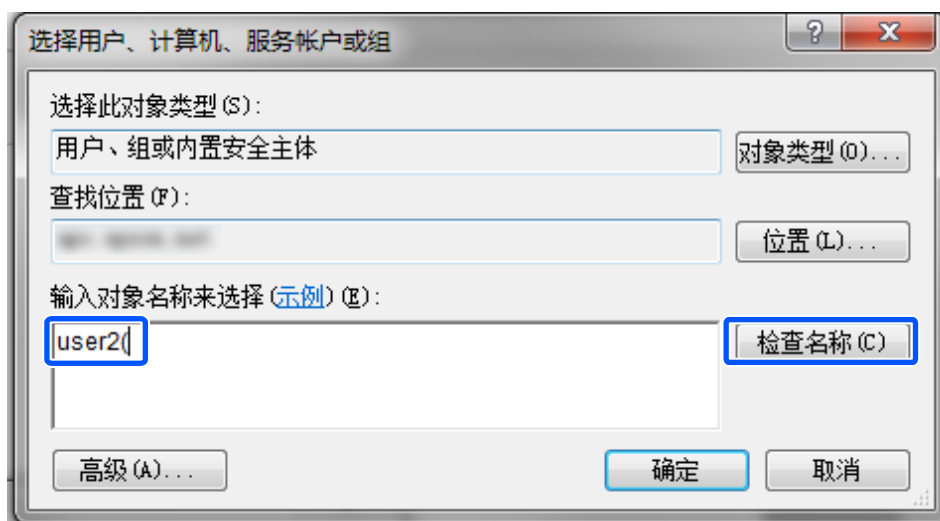 选择用户、计算机、服务帐户或组
选择此对象类型(S):
用户、组或内置安全主体
对象类型(O)...
查找位置(F):
位置(L)...
输入对象名称来选择(示例)(E):
user2(
检查名称(C)
高级(A)...
确定
取消